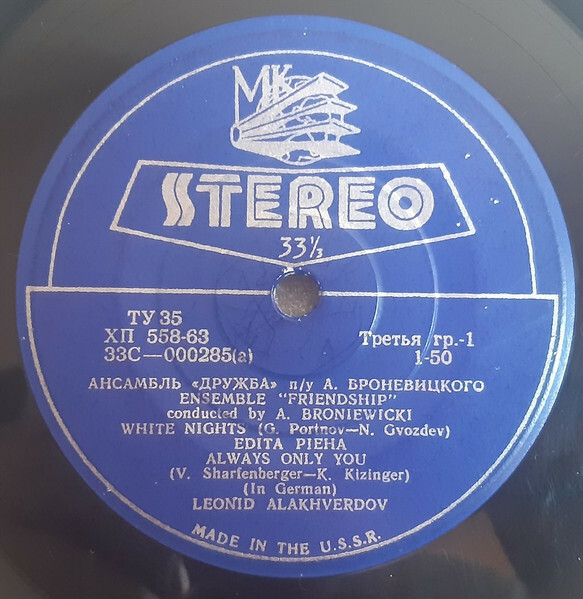 МК
STEREO
33⅓
ТУ 35
ХП 558-63
Третья гр.-1
33С—000285(а)
1-50
АНСАМБЛЬ «ДРУЖБА» п/у А. БРОНЕВИЦКОГО
ENSEMBLE "FRIENDSHIP"
conducted by A. BRONIEWICKI
WHITE NIGHTS (G. Portnov—N. Gvozdev)
EDITA PIEHA
ALWAYS ONLY YOU
(V. Sharfenberger—K. Kizinger)
(In German)
LEONID ALAKHVERDOV
MADE IN THE U.S.S.R.